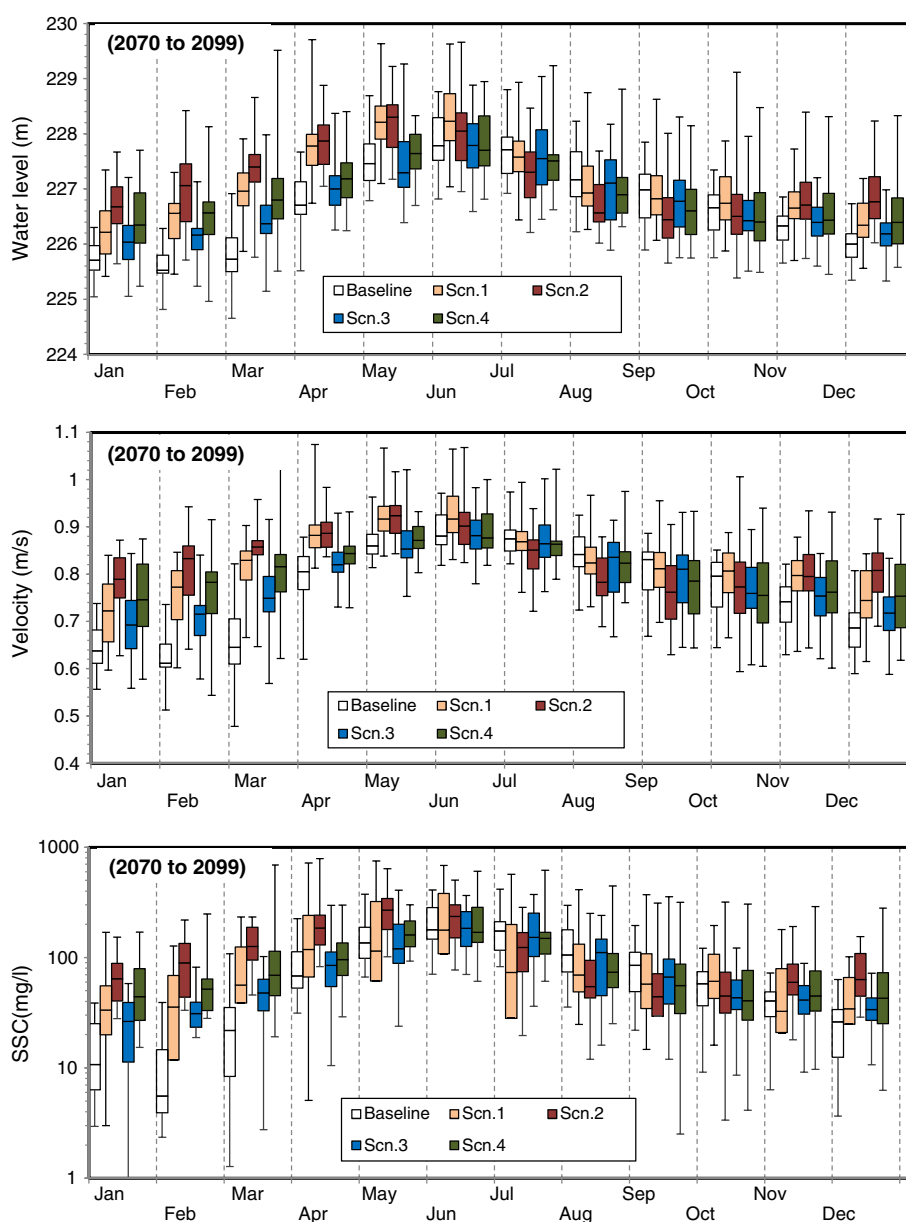 230
(2070 to 2099)
229
228
227
226
225
224
Water level (m)
Baseline Scn.1 Scn.2
Scn.3 Scn.4
Jan Mar May Jul Sep Nov
Feb Apr Jun Aug Oct Dec
1.1
(2070 to 2099)
1
0.9
0.8
0.7
0.6
0.5
0.4
Velocity (m/s)
Baseline Scn.1 Scn.2
Scn.3 Scn.4
Jan Mar May Jul Sep Nov
Feb Apr Jun Aug Oct Dec
1000
(2070 to 2099)
100
10
1
SSC(mg/l)
Baseline Scn.1 Scn.2
Scn.3 Scn.4
Jan Mar May Jul Sep Nov
Feb Apr Jun Aug Oct Dec